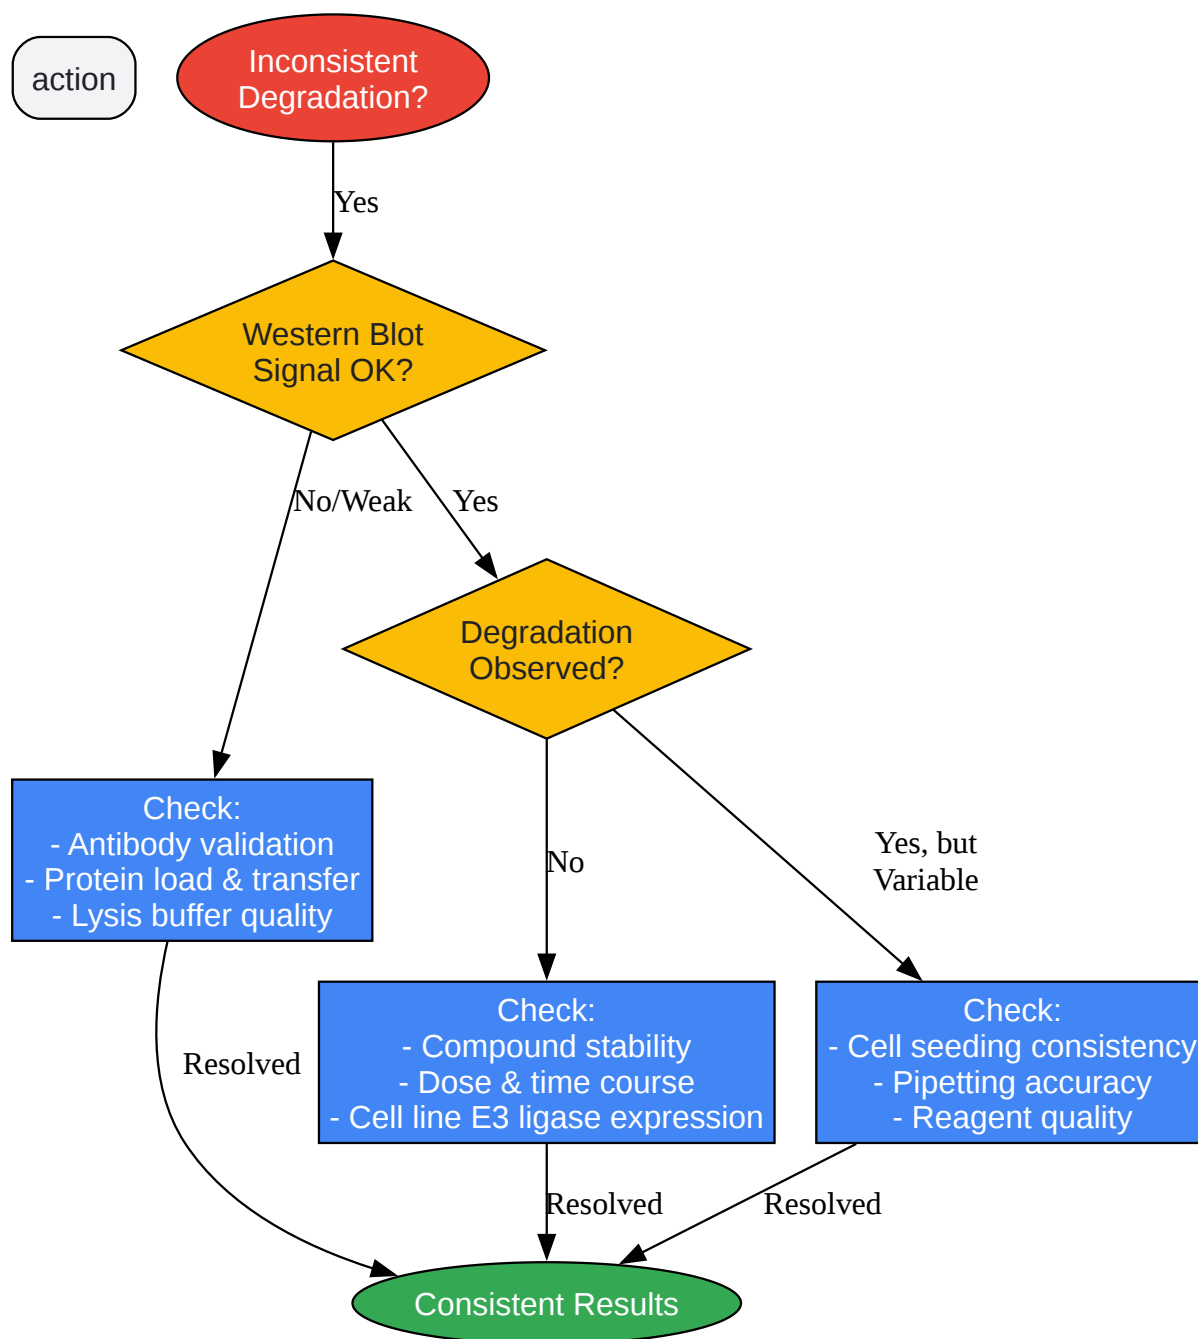 action
Inconsistent
Degradation?
Yes
Western Blot
Signal OK?
No/Weak
Yes
Degradation
Observed?
Check:
- Antibody validation
- Protein load & transfer
- Lysis buffer quality
No
Yes, but
Variable
Check:
- Compound stability
- Dose & time course
- Cell line E3 ligase expression
Check:
- Cell seeding consistency
- Pipetting accuracy
- Reagent quality
Resolved
Resolved
Resolved
Consistent Results